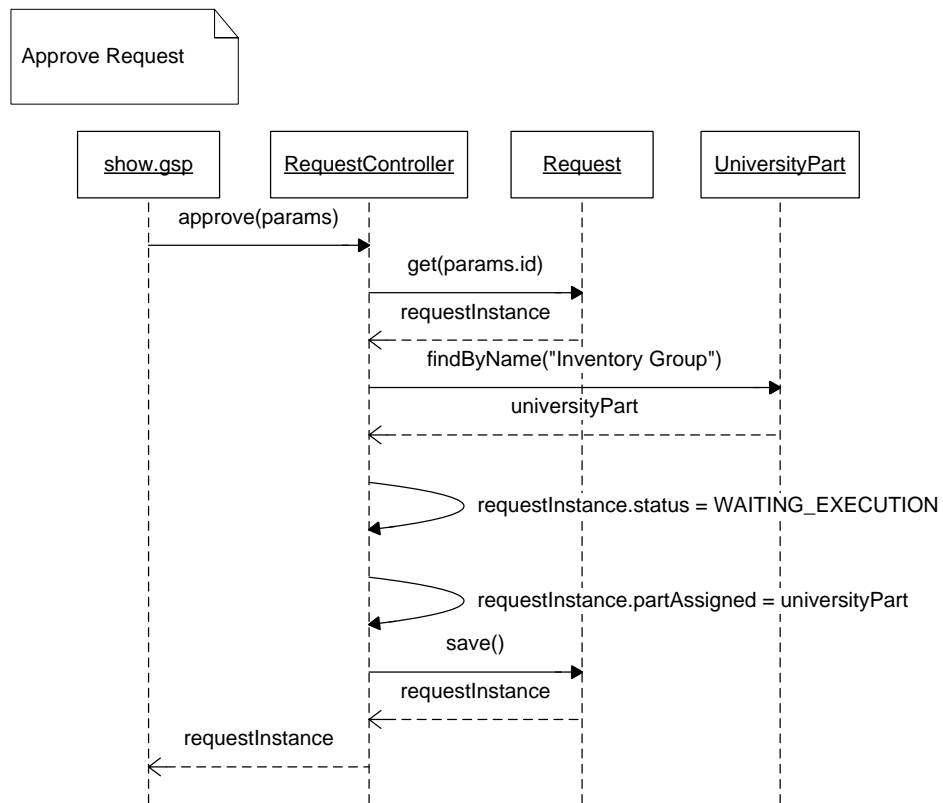 Approve Request
show.gsp
RequestController
Request
UniversityPart
approve(params)
get(params.id)
requestInstance
findByName("Inventory Group")
universityPart
requestInstance.status = WAITING_EXECUTION
requestInstance.partAssigned = universityPart
save()
requestInstance
requestInstance